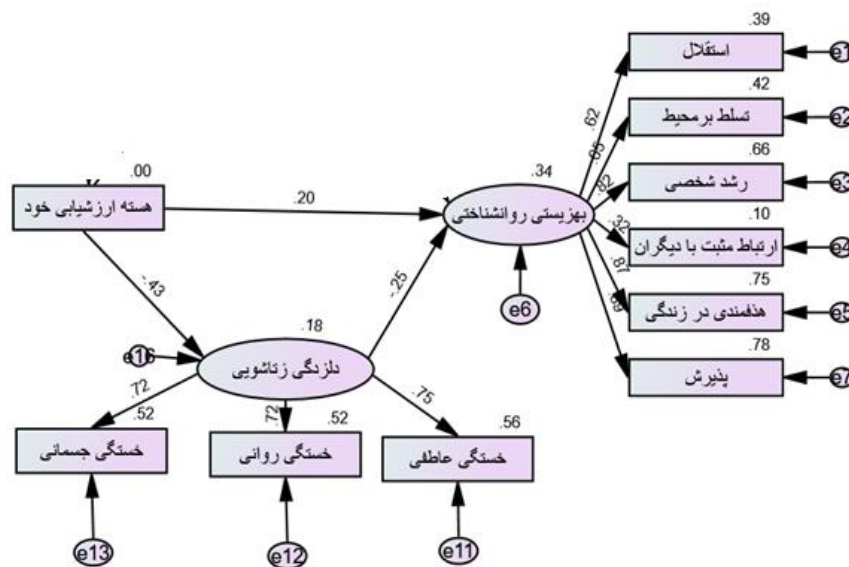 .39
استقلال
e1
.42
تسلط برمحیط
e2
.62
.65
.66
رشد شخصی
e3
.82
.00
هسته ارزشیابی خود
.20
.34
بهزیستی روانشناختی
.32
.10
ارتباط مثبت با دیگران
e4
.87
.75
هذفمندی در زندگی
e5
e6
-.43
-.25
.78
پذیرش
e7
.18
دلزدگی زناشویی
e16
.72
.72
.75
.52
خستگی جسمانی
.52
خستگی روانی
.56
خستگی عاطفی
e13
e12
e11